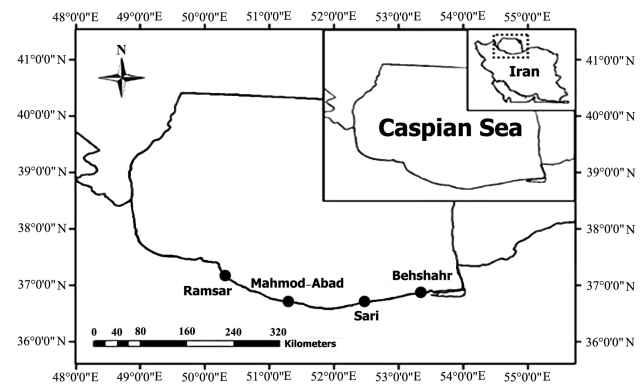 48°0'0"E 49°0'0"E 50°0'0"E 51°0'0"E 52°0'0"E 53°0'0"E 54°0'0"E 55°0'0"E
41°0'0"N 41°0'0"N
N
Iran
40°0'0"N 40°0'0"N
Caspian Sea
39°0'0"N 39°0'0"N
38°0'0"N 38°0'0"N
37°0'0"N 37°0'0"N
Ramsar
Mahmod-Abad
Sari
Behshahr
36°0'0"N 36°0'0"N
0 40 80 160 240 320
Kilometers
48°0'0"E 49°0'0"E 50°0'0"E 51°0'0"E 52°0'0"E 53°0'0"E 54°0'0"E 55°0'0"E